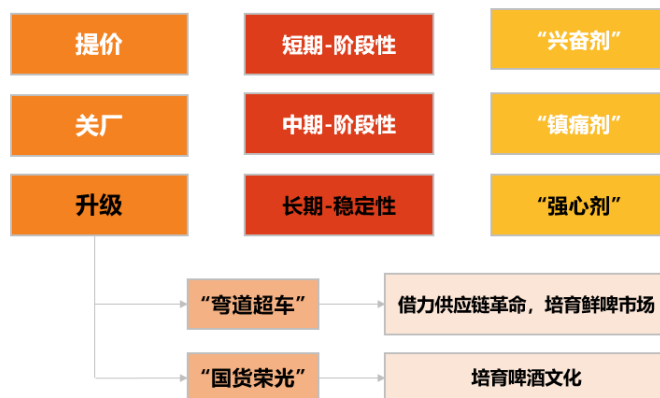 提价
短期-阶段性
“兴奋剂”
关厂
中期-阶段性
“镇痛剂”
升级
长期-稳定性
“强心剂”
“弯道超车”
借力供应链革命，培育鲜啤市场
“国货荣光”
培育啤酒文化